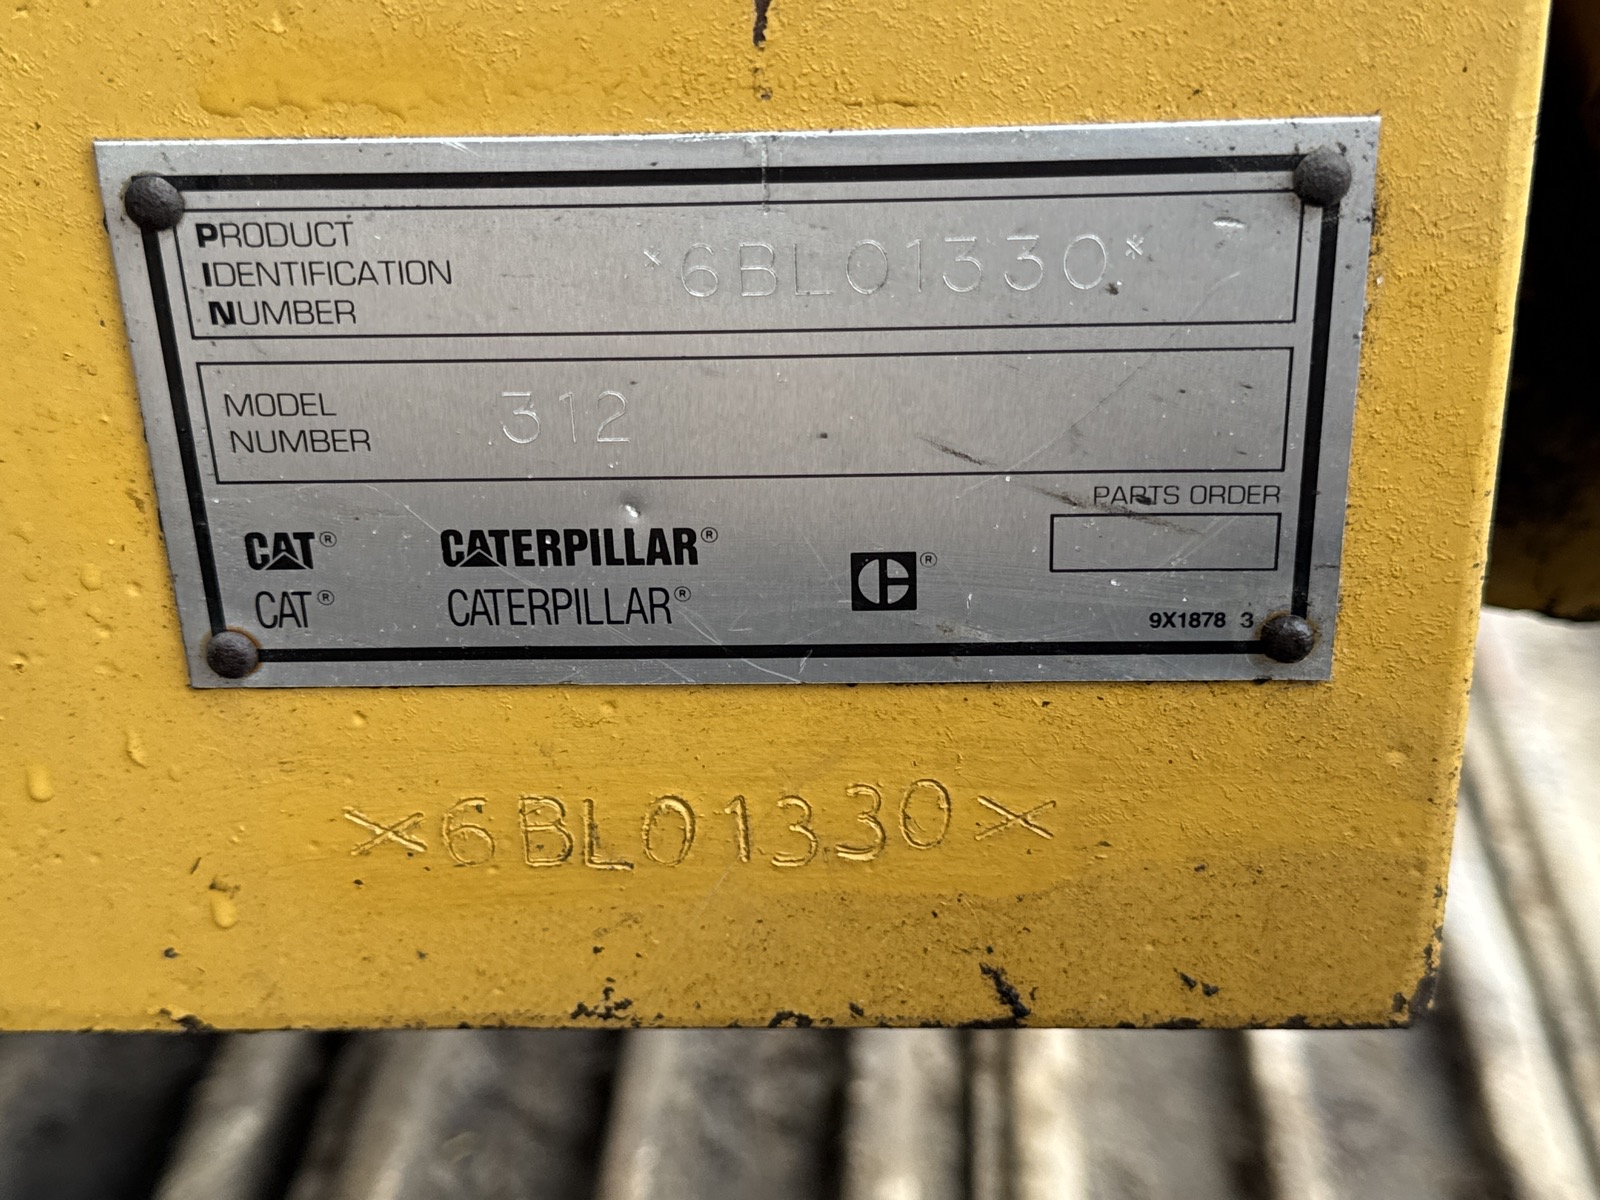 PRODUCT
IDENTIFICATION
NUMBER
*6BL01330*
MODEL
NUMBER
312
PARTS ORDER
CAT® CATERPILLAR®
CAT® CATERPILLAR®
®
9X1878 3
*6BL01330*